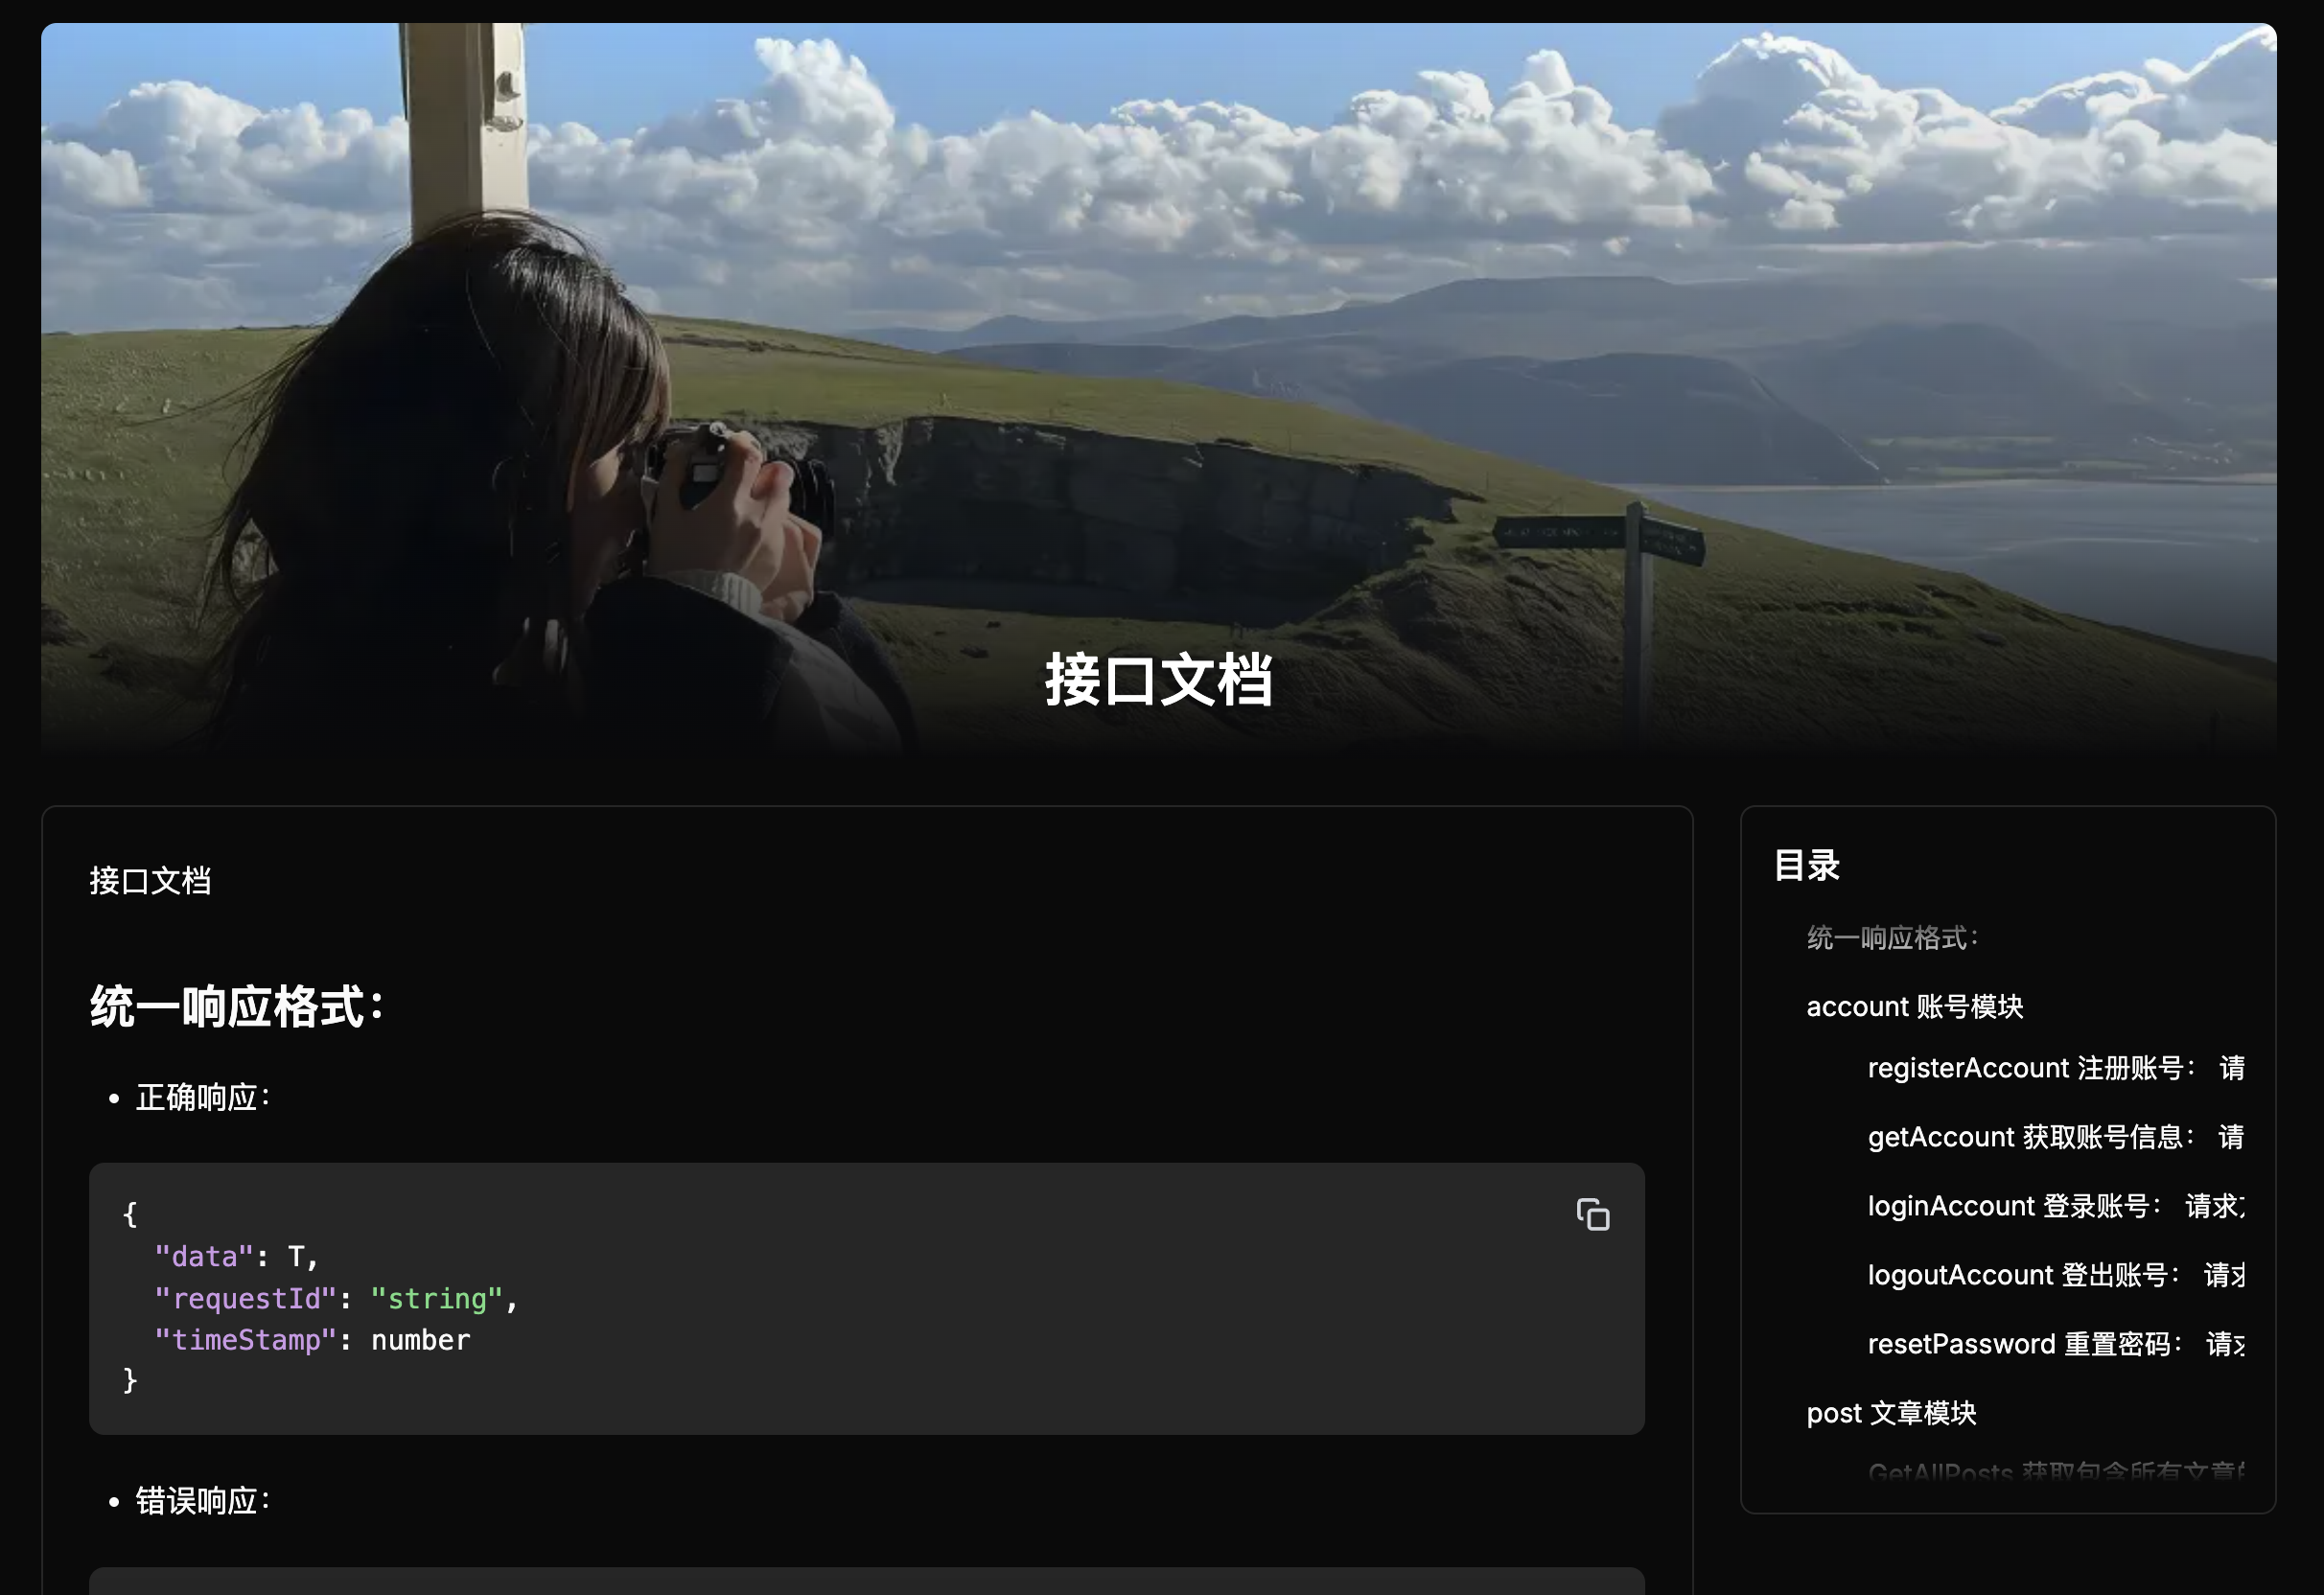 接口文档
接口文档
统一响应格式：
• 正确响应：
{
  "data": T,
  "requestId": "string",
  "timeStamp": number
}
• 错误响应：
目录
统一响应格式：
account 账号模块
registerAccount 注册账号： 请
getAccount 获取账号信息： 请
loginAccount 登录账号： 请求
logoutAccount 登出账号： 请求
resetPassword 重置密码： 请
post 文章模块
GetAllPosts 获取包含所有文章